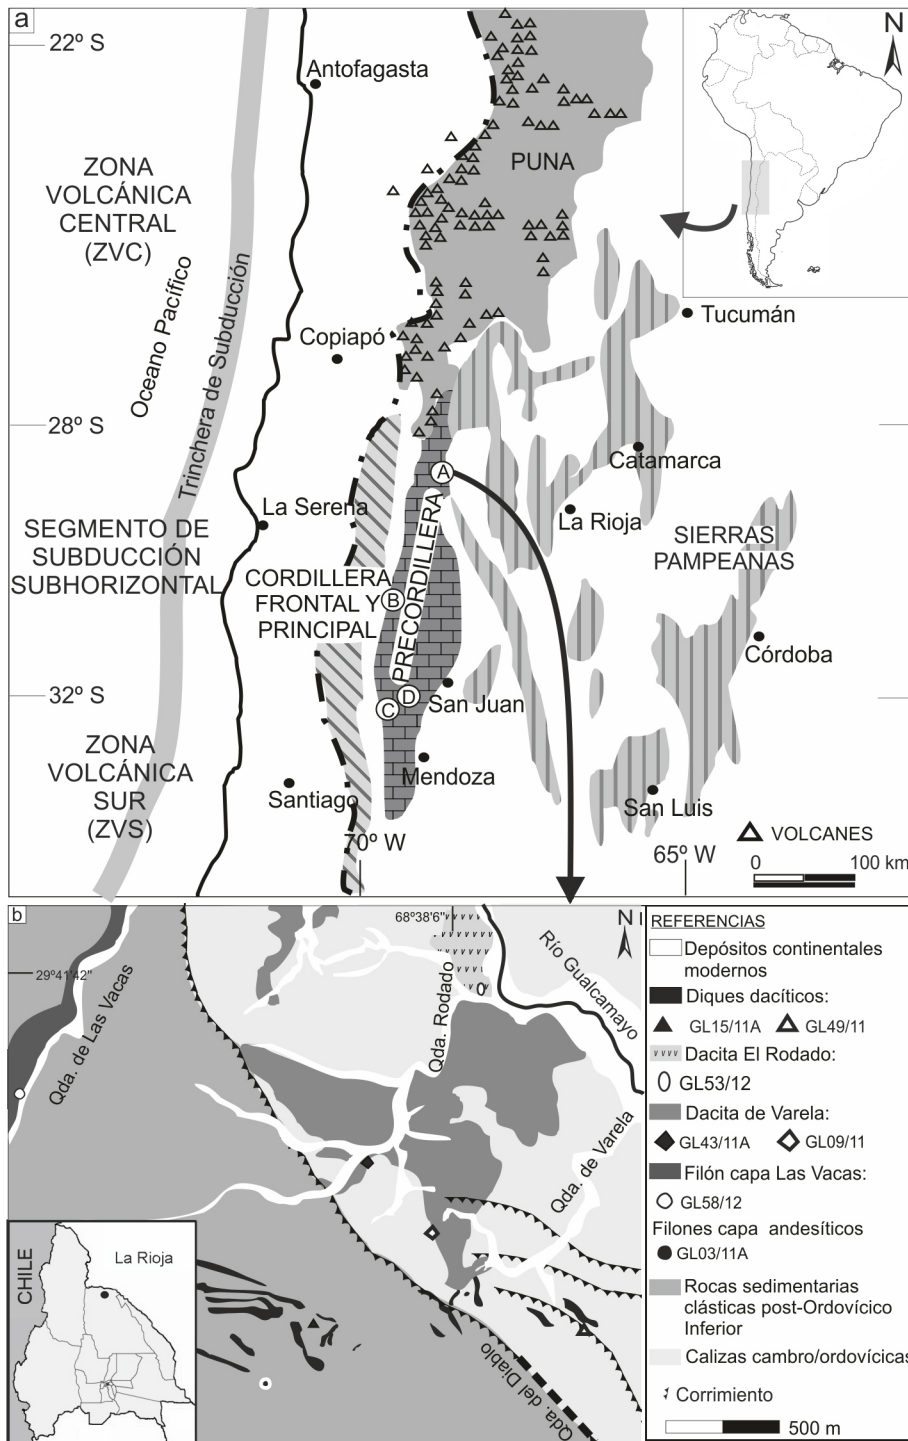 a
22º S
Antofagasta
N
ZONA
VOLCÁNICA
CENTRAL
(ZVC)
PUNA
Oceano Pacífico
Trinchera de Subducción
Copiapó
Tucumán
28º S
A
Catamarca
La Serena
La Rioja
SEGMENTO DE
SUBDUCCIÓN
SUBHORIZONTAL
SIERRAS
PAMPEANAS
CORDILLERA
FRONTAL Y
PRINCIPAL
B
PRECORDILLERA
Córdoba
32º S
C
D
San Juan
ZONA
VOLCÁNICA
SUR
(ZVS)
Mendoza
Santiago
San Luis
VOLCANES
70º W
65º W
0
100 km
b
68º38'6''
N
29º41'42''
Qda. de Las Vacas
Qda. Rodado
Río Gualcamayo
Qda. de Varela
Qda. del Diablo
CHILE
La Rioja
REFERENCIAS
Depósitos continentales
modernos
Diques dacíticos:
GL15/11A
GL49/11
Dacita El Rodado:
GL53/12
Dacita de Varela:
GL43/11A
GL09/11
Filón capa Las Vacas:
GL58/12
Filones capa andesíticos
GL03/11A
Rocas sedimentarias
clásticas post-Ordovícico
Inferior
Calizas cambro/ordovícicas
Corrimiento
500 m